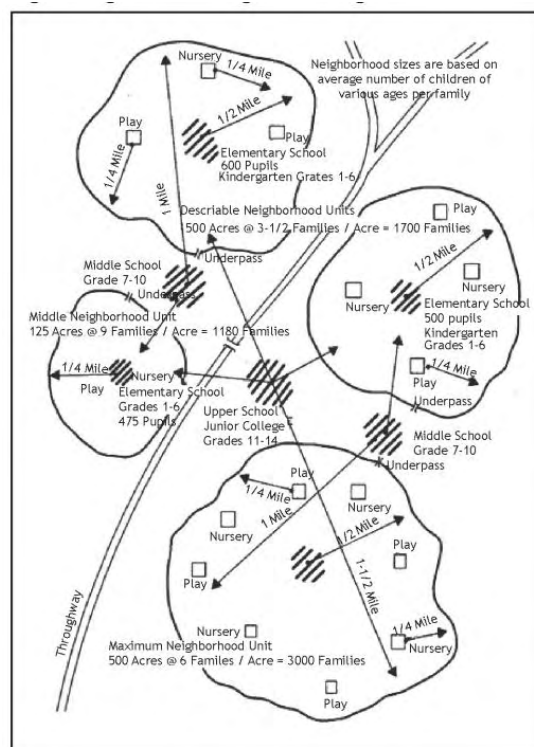 Nursery
1/4 Mile
Neighborhood sizes are based on
average number of children of
various ages per family
1/2 Mile
Play
Play
1/4 Mile
Elementary School
600 Pupils
Kindergarten Grates 1-6
1 Mile
Descriable Neighborhood Units
500 Acres @ 3-1/2 Families / Acre = 1700 Families
Underpass
Play
1/2 Mile
Nursery
Nursery
Elementary School
500 pupils
Kindergarten
Grades 1-6
Play
1/4 Mile
Underpass
Middle School
Grade 7-10
Underpass
Middle Neighborhood Unit
125 Acres @ 9 Families / Acre = 1180 Families
1/4 Mile
Play
Nursery
Elementary School
Grades 1-6
475 Pupils
Upper School
Junior College
Grades 11-14
Middle School
Grade 7-10
Underpass
Play
1/4 Mile
Nursery
1 Mile
Nursery
1/2 Mile
Play
Play
1-1/2 Mile
1/4 Mile
Nursery
Nursery
Maximum Neighborhood Unit
500 Acres @ 6 Familes / Acre = 3000 Families
Play
Throughway